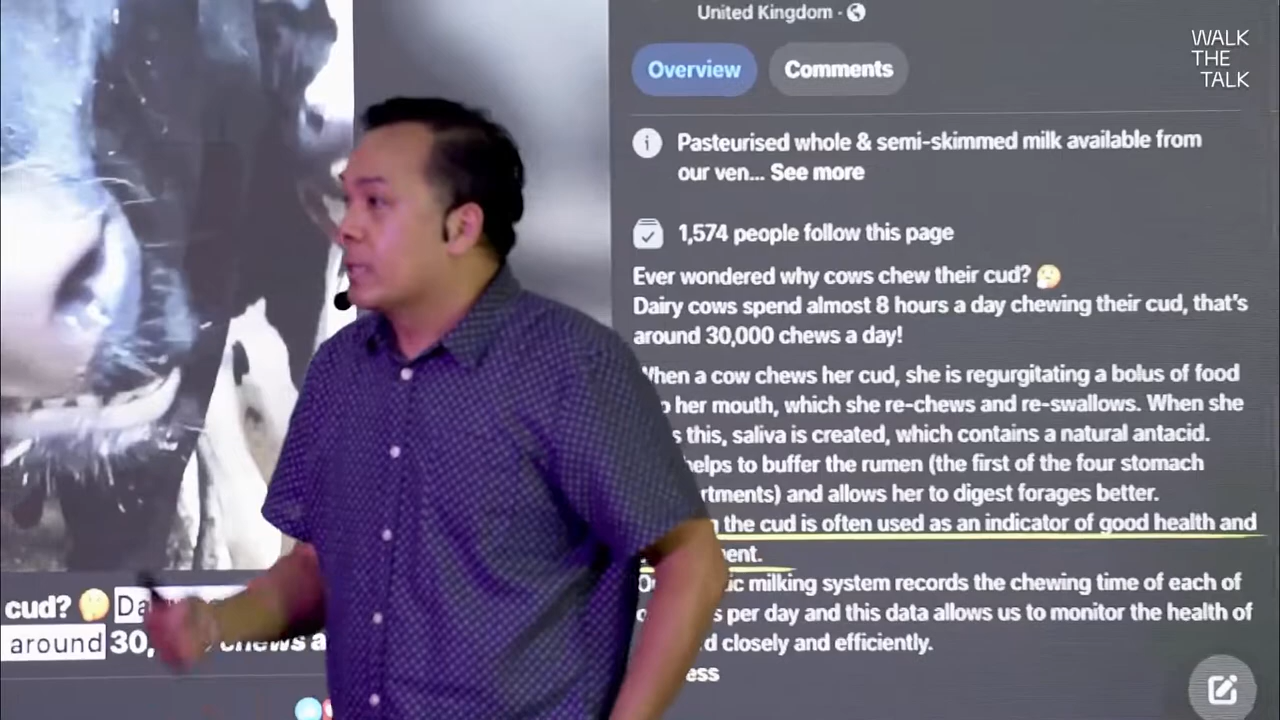 United Kingdom ·
WALK
THE
TALK
Overview
Comments
Pasteurised whole & semi-skimmed milk available from
our ven... See more
1,574 people follow this page
Ever wondered why cows chew their cud? 🤔
Dairy cows spend almost 8 hours a day chewing their cud, that's
around 30,000 chews a day!
When a cow chews her cud, she is regurgitating a bolus of food
her mouth, which she re-chews and re-swallows. When she
this, saliva is created, which contains a natural antacid.
helps to buffer the rumen (the first of the four stomach
and allows her to digest forages better.
the cud is often used as an indicator of good health and
milking system records the chewing time of each of
per day and this data allows us to monitor the health of
closely and efficiently.
cud? 🤔
around 30, chews a